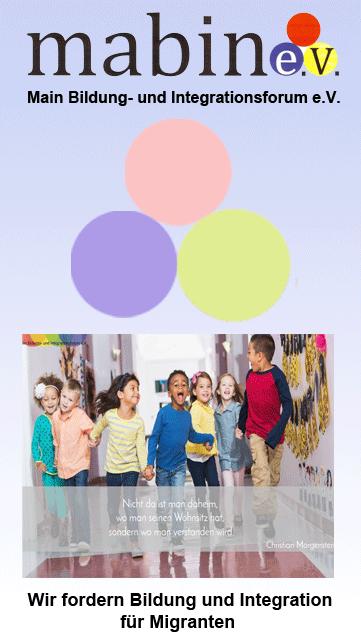 mabin e.V.
Main Bildung- und Integrationsforum e.V.
Nicht da ist man daheim,
wo man seinen Wohnsitz hat,
sondern wo man verstanden wird.
Christian Morgenstern
Wir fordern Bildung und Integration
für Migranten